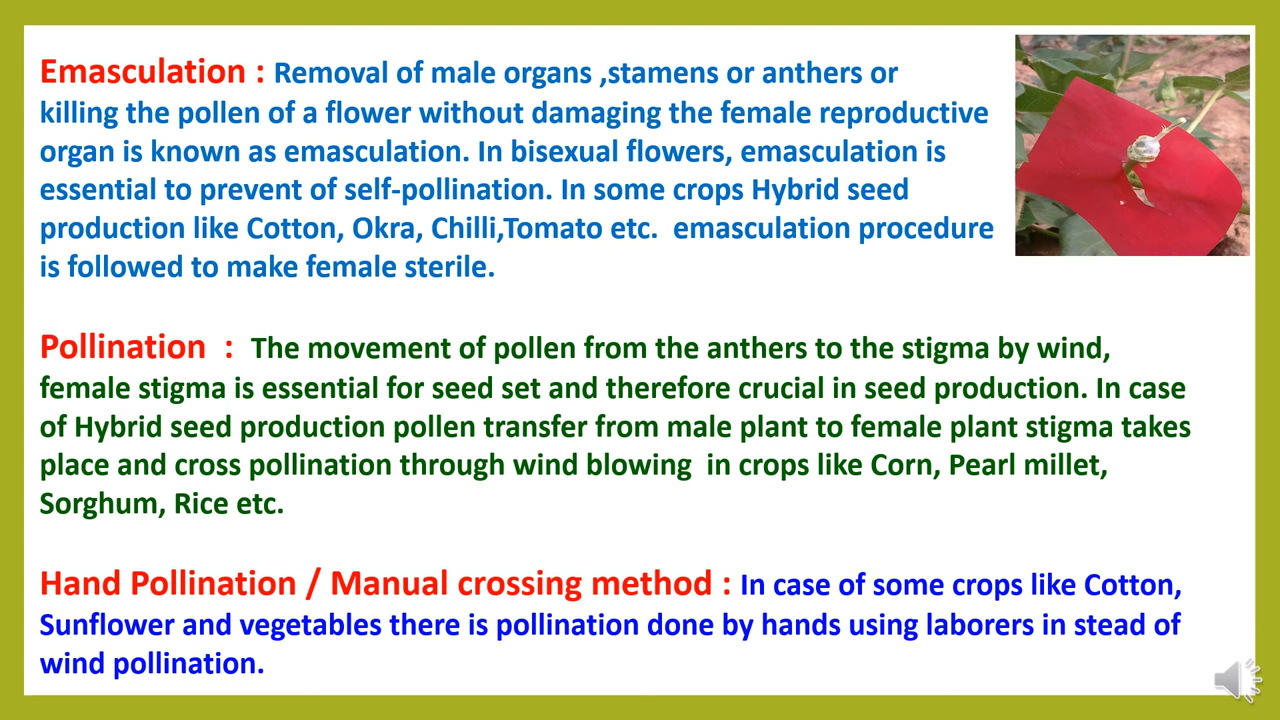 Emasculation : Removal of male organs ,stamens or anthers or
killing the pollen of a flower without damaging the female reproductive
organ is known as emasculation. In bisexual flowers, emasculation is
essential to prevent of self-pollination. In some crops Hybrid seed
production like Cotton, Okra, Chilli,Tomato etc.  emasculation procedure
is followed to make female sterile.
Pollination  :  The movement of pollen from the anthers to the stigma by wind,
female stigma is essential for seed set and therefore crucial in seed production. In case
of Hybrid seed production pollen transfer from male plant to female plant stigma takes
place and cross pollination through wind blowing  in crops like Corn, Pearl millet,
Sorghum, Rice etc.
Hand Pollination / Manual crossing method : In case of some crops like Cotton,
Sunflower and vegetables there is pollination done by hands using laborers in stead of
wind pollination.